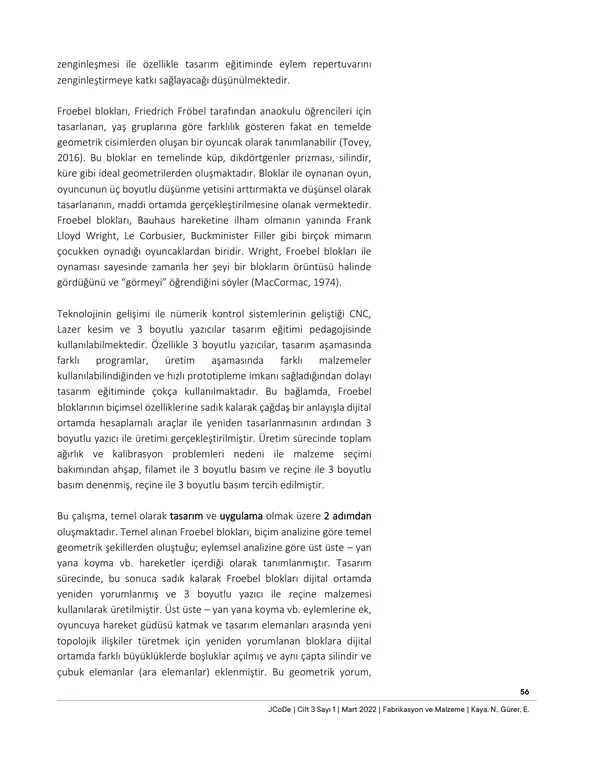 zenginleşmesi ile özellikle tasarım eğitiminde eylem repertuvarını
zenginleştirmeye katkı sağlayacağı düşünülmektedir.
Froebel blokları, Friedrich Fröbel tarafından anaokulu öğrencileri için
tasarlanan, yaş gruplarına göre farklılık gösteren fakat en temelde
geometrik cisimlerden oluşan bir oyuncak olarak tanımlanabilir (Tovey,
2016). Bu bloklar en temelinde küp, dikdörtgenler prizması, silindir,
küre gibi ideal geometrilerden oluşmaktadır. Bloklar ile oynanan oyun,
oyuncunun üç boyutlu düşünme yetisini arttırmakta ve düşünsel olarak
tasarlananın, maddi ortamda gerçekleştirilmesine olanak vermektedir.
Froebel blokları, Bauhaus hareketine ilham olmanın yanında Frank
Lloyd Wright, Le Corbusier, Buckminister Filler gibi birçok mimarın
çocukken oynadığı oyuncaklardan biridir. Wright, Froebel blokları ile
oynaması sayesinde zamanla her şeyi bir blokların örüntüsü halinde
gördüğünü ve “görmeyi” öğrendiğini söyler (MacCormac, 1974).
Teknolojinin gelişimi ile nümerik kontrol sistemlerinin geliştiği CNC,
Lazer kesim ve 3 boyutlu yazıcılar tasarım eğitimi pedagojisinde
kullanılabilmektedir. Özellikle 3 boyutlu yazıcılar, tasarım aşamasında
farklı programlar, üretim aşamasında farklı malzemeler
kullanılabilindiğinden ve hızlı prototipleme imkanı sağladığından dolayı
tasarım eğitiminde çokça kullanılmaktadır. Bu bağlamda, Froebel
bloklarının biçimsel özelliklerine sadık kalarak çağdaş bir anlayışla dijital
ortamda hesaplamalı araçlar ile yeniden tasarlanmasının ardından 3
boyutlu yazıcı ile üretimi gerçekleştirilmiştir. Üretim sürecinde toplam
ağırlık ve kalibrasyon problemleri nedeni ile malzeme seçimi
bakımından ahşap, filamet ile 3 boyutlu basım ve reçine ile 3 boyutlu
basım denenmiş, reçine ile 3 boyutlu basım tercih edilmiştir.
Bu çalışma, temel olarak tasarım ve uygulama olmak üzere 2 adımdan
oluşmaktadır. Temel alınan Froebel blokları, biçim analizine göre temel
geometrik şekillerden oluştuğu; eylemsel analizine göre üst üste – yan
yana koyma vb. hareketler içerdiği olarak tanımlanmıştır. Tasarım
sürecinde, bu sonuca sadık kalarak Froebel blokları dijital ortamda
yeniden yorumlanmış ve 3 boyutlu yazıcı ile reçine malzemesi
kullanılarak üretilmiştir. Üst üste – yan yana koyma vb. eylemlerine ek,
oyuncuya hareket güdüsü katmak ve tasarım elemanları arasında yeni
topolojik ilişkiler türetmek için yeniden yorumlanan bloklara dijital
ortamda farklı büyüklüklerde boşluklar açılmış ve aynı çapta silindir ve
çubuk elemanlar (ara elemanlar) eklenmiştir. Bu geometrik yorum,
56
JCoDe | Cilt 3 Sayı 1 | Mart 2022 | Fabrikasyon ve Malzeme | Kaya. N., Gürer, E.